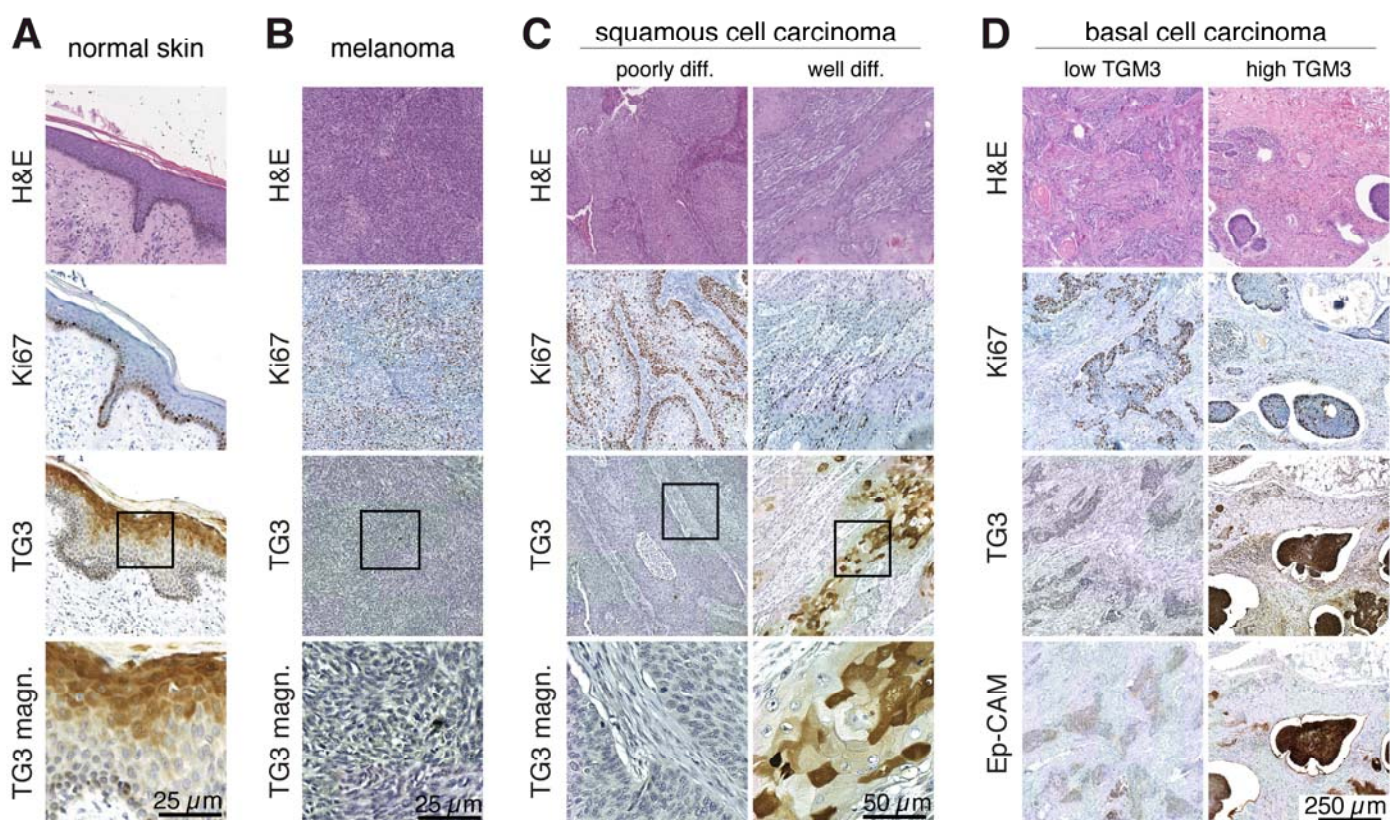 A
normal skin
B
melanoma
C
squamous cell carcinoma
poorly diff.
well diff.
D
basal cell carcinoma
low TGM3
high TGM3
H&E
Ki67
TG3
TG3 magn.
25 µm
H&E
Ki67
TG3
TG3 magn.
25 µm
H&E
Ki67
TG3
TG3 magn.
50 µm
H&E
Ki67
TG3
Ep-CAM
250 µm